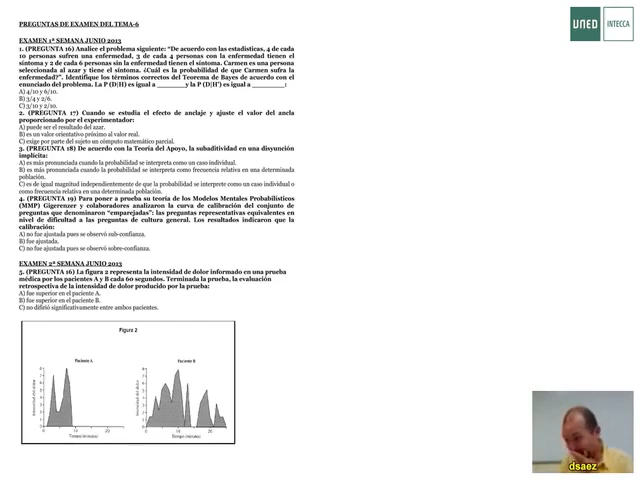 PREGUNTAS DE EXAMEN DEL TEMA-6
UNED
INTECCA
EXAMEN 1ª SEMANA JUNIO 2013
1. (PREGUNTA 16) Analice el problema siguiente: “De acuerdo con las estadísticas, 4 de cada
10 personas sufren una enfermedad, 3 de cada 4 personas con la enfermedad tienen el
síntoma y 2 de cada 6 personas sin la enfermedad tienen el síntoma. Carmen es una persona
seleccionada al azar y tiene el síntoma. ¿Cuál es la probabilidad de que Carmen sufra la
enfermedad?”. Identifique los términos correctos del Teorema de Bayes de acuerdo con el
enunciado del problema. La P (D|H) es igual a ________ y la P (D|H’) es igual a _________:
A) 4/10 y 6/10.
B) 3/4 y 2/6.
C) 3/10 y 2/10.
2. (PREGUNTA 17) Cuando se estudia el efecto de anclaje y ajuste el valor del ancla
proporcionado por el experimentador:
A) puede ser el resultado del azar.
B) es un valor orientativo próximo al valor real.
C) exige por parte del sujeto un cómputo matemático parcial.
3. (PREGUNTA 18) De acuerdo con la Teoría del Apoyo, la subaditividad en una disyunción
implícita:
A) es más pronunciada cuando la probabilidad se interpreta como un caso individual.
B) es más pronunciada cuando la probabilidad se interpreta como frecuencia relativa en una determinada
población.
C) es de igual magnitud independientemente de que la probabilidad se interprete como un caso individual o
como frecuencia relativa en una determinada población.
4. (PREGUNTA 19) Para poner a prueba su teoría de los Modelos Mentales Probabilísticos
(MMP) Gigerenzer y colaboradores analizaron la curva de calibración del conjunto de
preguntas que denominaron “emparejadas”: las preguntas representativas equivalentes en
nivel de dificultad a las preguntas de cultura general. Los resultados indicaron que la
calibración:
A) no fue ajustada pues se observó sub-confianza.
B) fue ajustada.
C) no fue ajustada pues se observó sobre-confianza.
EXAMEN 2ª SEMANA JUNIO 2013
5. (PREGUNTA 16) La figura 2 representa la intensidad de dolor informado en una prueba
médica por los pacientes A y B cada 60 segundos. Terminada la prueba, la evaluación
retrospectiva de la intensidad de dolor producido por la prueba:
A) fue superior en el paciente A.
B) fue superior en el paciente B.
C) no difirió significativamente entre ambos pacientes.
Figura 2
Paciente A
Paciente B
Intensidad del dolor
Tiempo (minutos)
Intensidad del dolor
Tiempo (minutos)
dsaez